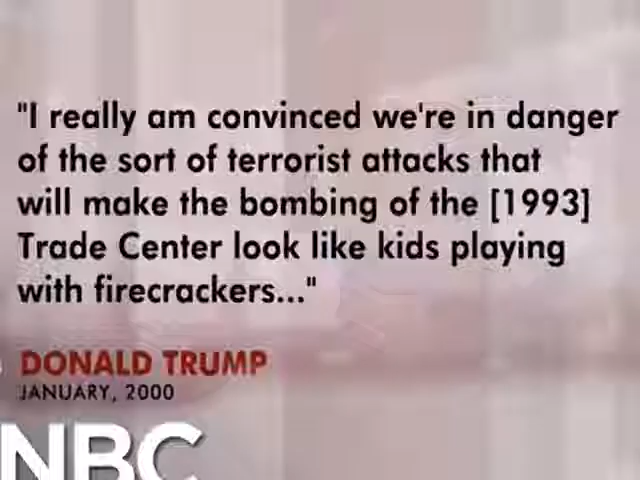 "I really am convinced we're in danger
of the sort of terrorist attacks that
will make the bombing of the [1993]
Trade Center look like kids playing
with firecrackers..."
DONALD TRUMP
JANUARY, 2000
NBC